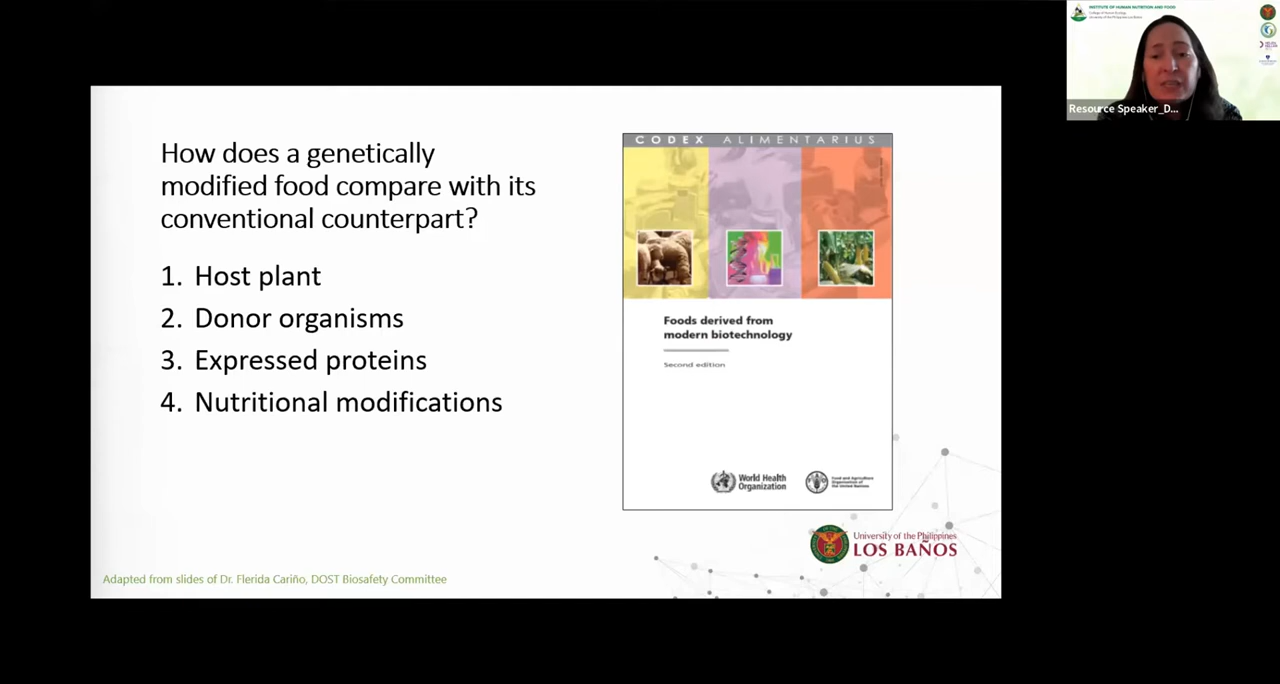 INSTITUTE OF HUMAN NUTRITION AND FOOD
College of Human Ecology
University of the Philippines Los Baños
Resource Speaker_D...
How does a genetically
modified food compare with its
conventional counterpart?
1. Host plant
2. Donor organisms
3. Expressed proteins
4. Nutritional modifications
CODEX ALIMENTARIUS
Foods derived from
modern biotechnology
Second edition
World Health
Organization
Food and Agriculture
Organization of
the United Nations
University of the Philippines
LOS BAÑOS
Adapted from slides of Dr. Flerida Cariño, DOST Biosafety Committee